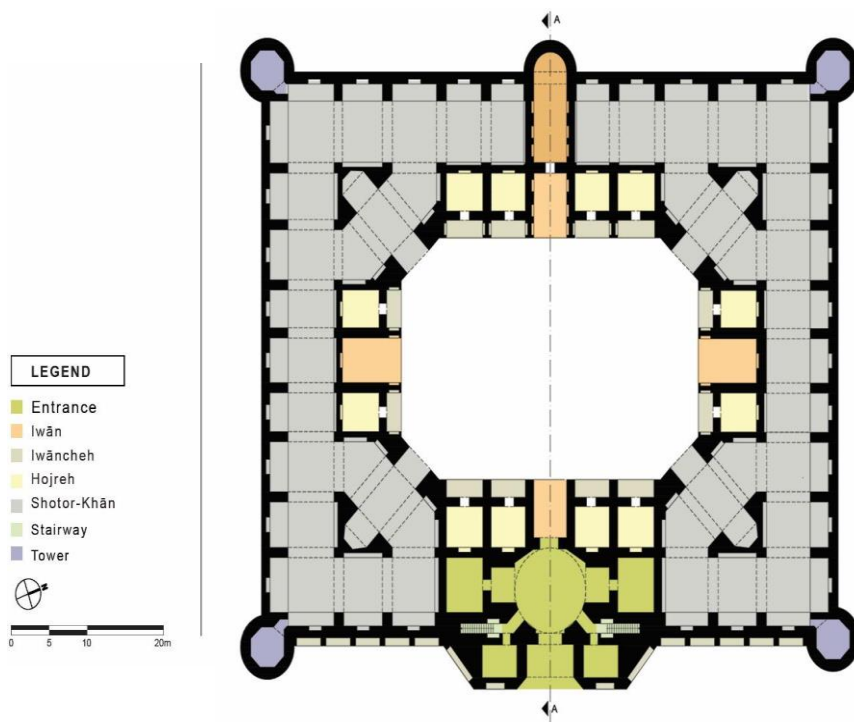 A
LEGEND
Entrance
Iwān
Iwāncheh
Hojreh
Shotor-Khān
Stairway
Tower
N
0 5 10 20m
A